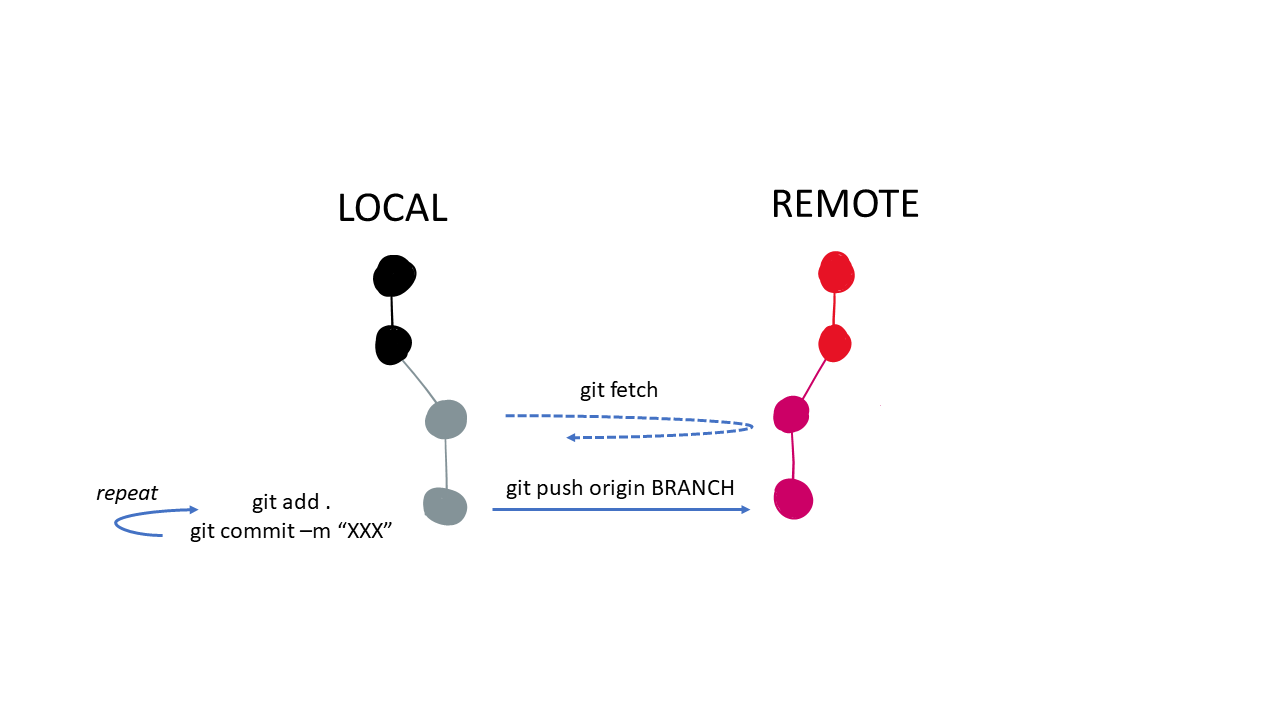 LOCAL
REMOTE
git fetch
git push origin BRANCH
repeat
git add .
git commit –m “XXX”